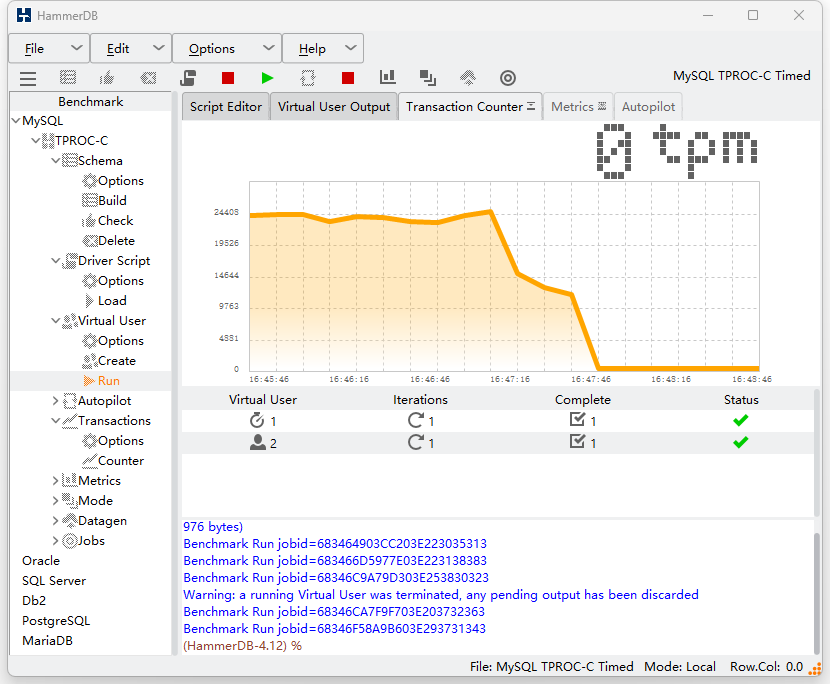 HammerDB
File Edit Options Help
MySQL TPROC-C Timed
Benchmark
MySQL
TPROC-C
Schema
Options
Build
Check
Delete
Driver Script
Options
Load
Virtual User
Options
Create
Run
Autopilot
Transactions
Options
Counter
Metrics
Mode
Datagen
Jobs
Oracle
SQL Server
Db2
PostgreSQL
MariaDB
Script Editor Virtual User Output Transaction Counter Metrics Autopilot
0 tpm
24408
19526
14644
9763
4881
0
16:45:46 16:46:16 16:46:46 16:47:16 16:47:46 16:48:16 16:48:46
Virtual User Iterations Complete Status
1 1 1
2 1 1
976 bytes)
Benchmark Run jobid=683464903CC203E223035313
Benchmark Run jobid=683466D5977E03E223138383
Benchmark Run jobid=68346C9A79D303E253830323
Warning: a running Virtual User was terminated, any pending output has been discarded
Benchmark Run jobid=68346CA7F9F703E203732363
Benchmark Run jobid=68346F58A9B603E293731343
(HammerDB-4.12) %
File: MySQL TPROC-C Timed Mode: Local Row.Col: 0.0